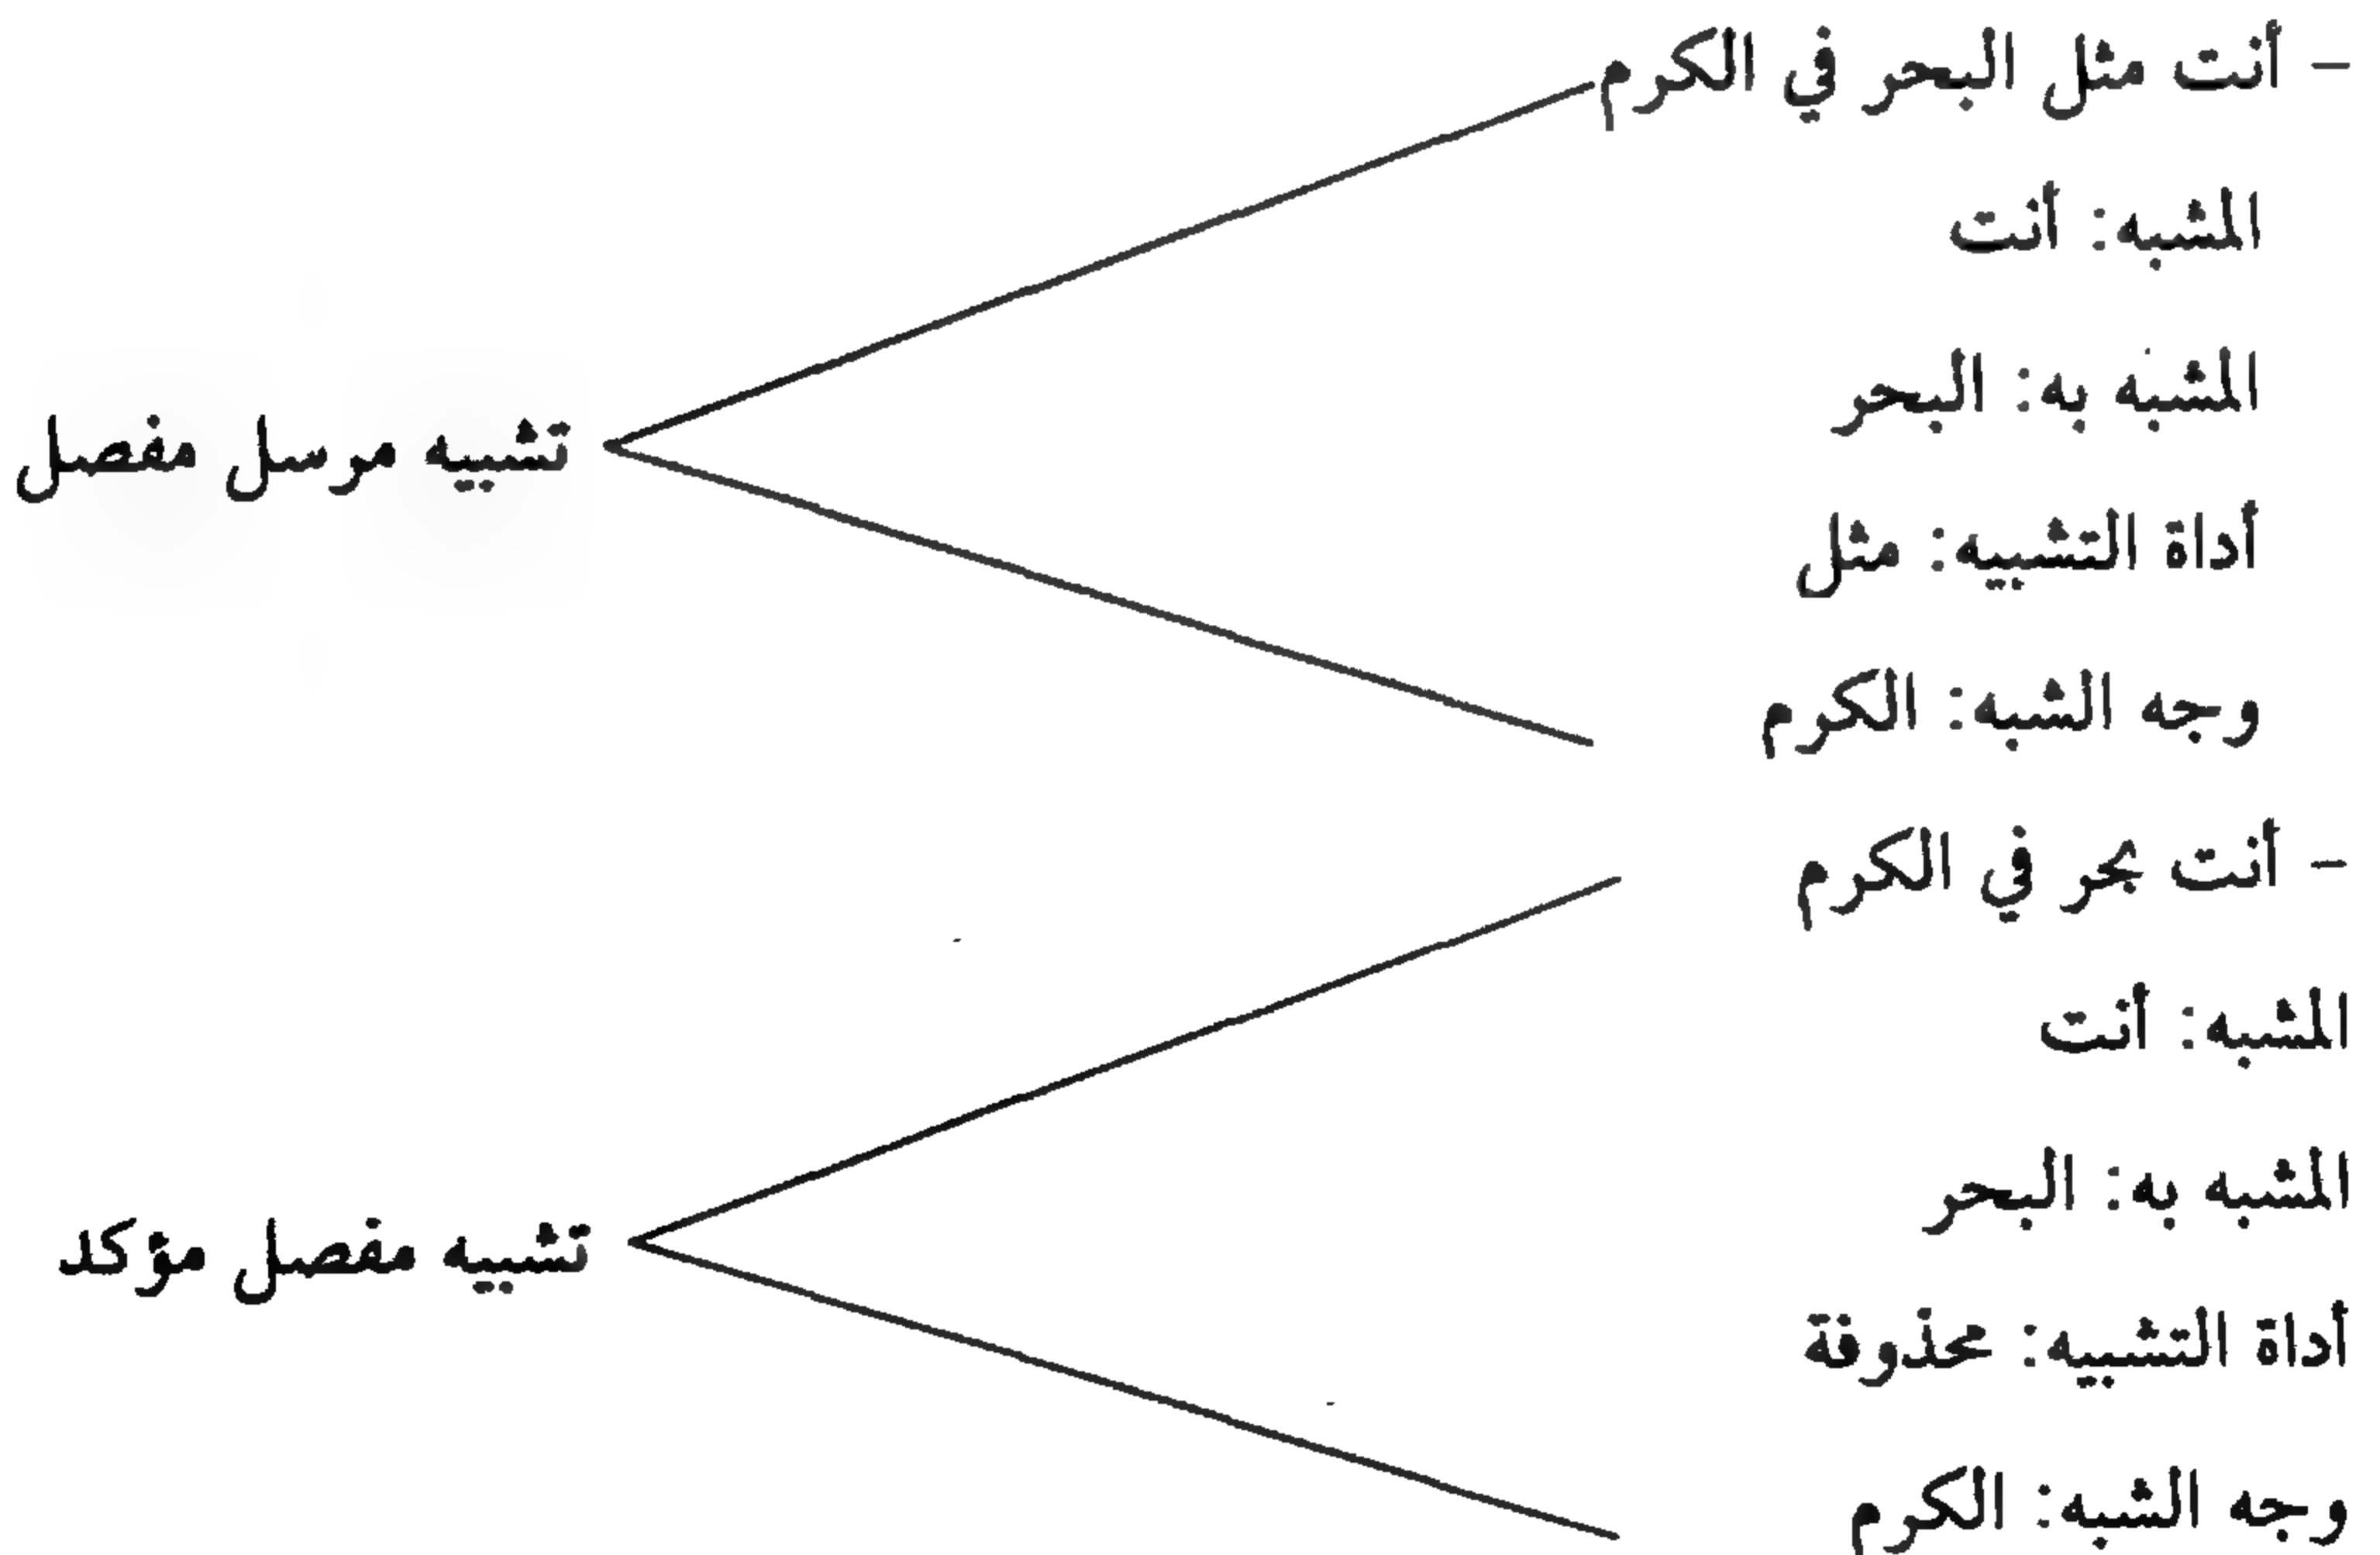 – أنت مثل البحر في الكرم
المشبه: أنت
المشبه به: البحر
أداة التشبيه: مثل
وجه الشبه: الكرم
تشبيه مرسل مفصل
– أنت بحر في الكرم
المشبه: أنت
المشبه به: البحر
أداة التشبيه: محذوفة
وجه الشبه: الكرم
تشبيه مفصل مؤكد